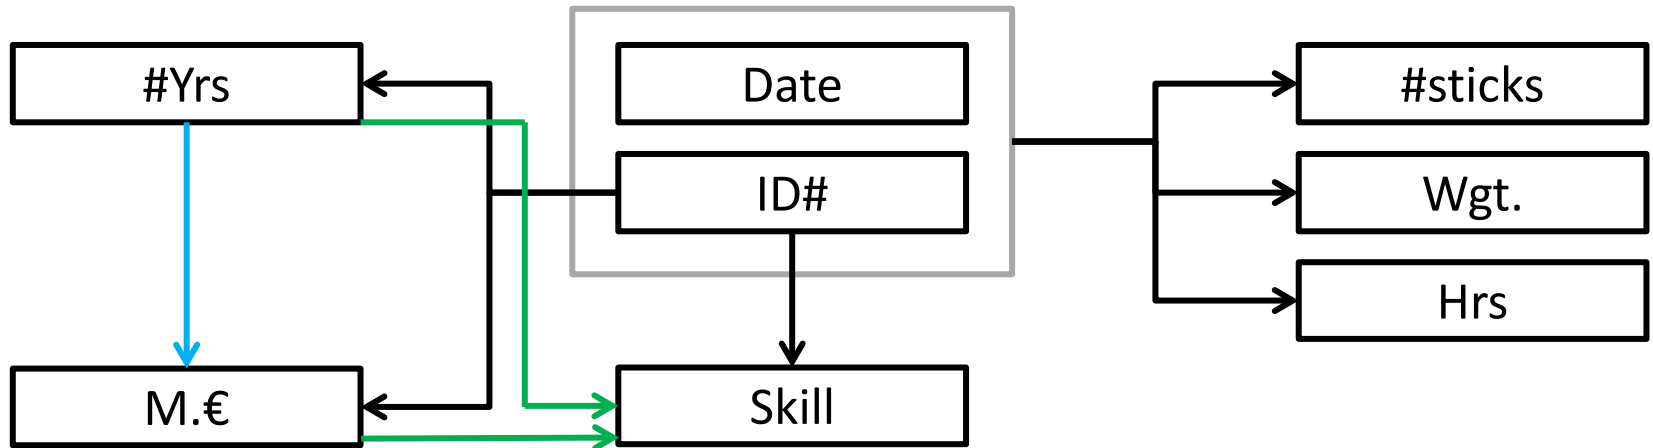 #Yrs
Date
#sticks
ID#
Wgt.
Hrs
M.€
Skill